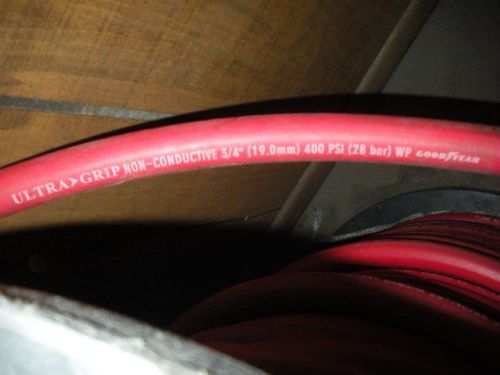 ULTRA>GRIP NON-CONDUCTIVE 3/4" (19.0mm) 400 PSI (28 bar) WP GOODYEAR